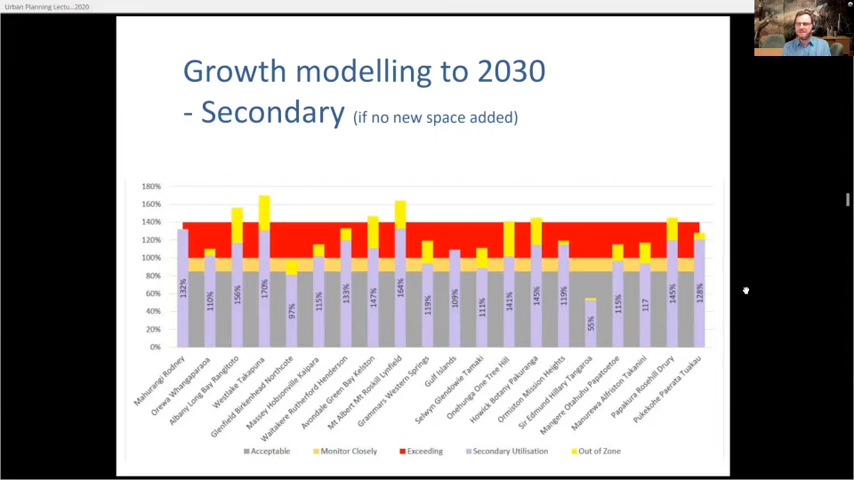 Urban Planning Lectu...2020
Growth modelling to 2030
- Secondary (if no new space added)
180%
160%
140%
120%
100%
80%
60%
40%
20%
0%
132%
110%
156%
170%
97%
115%
133%
147%
164%
119%
109%
111%
141%
145%
119%
55%
115%
117
145%
128%
Mahurangi Rodney
Orewa Whangaparaoa
Albany Long Bay Rangitoto
Westlake Takapuna
Glenfield Birkenhead Northcote
Massey Hobsonville Kaipara
Waitakere Rutherford Henderson
Avondale Green Bay Kelston
Mt Albert Mt Roskill Lynfield
Grammars Western Springs
Gulf Islands
Selwyn Glendowie Tamaki
Onehunga One Tree Hill
Howick Botany Pakuranga
Ormiston Mission Heights
Sir Edmund Hillary Tangaroa
Mangere Otahuhu Papatoetoe
Manurewa Alfriston Takanini
Papakura Rosehill Drury
Pukekohe Paerata Tuakau
Acceptable Monitor Closely Exceeding Secondary Utilisation Out of Zone